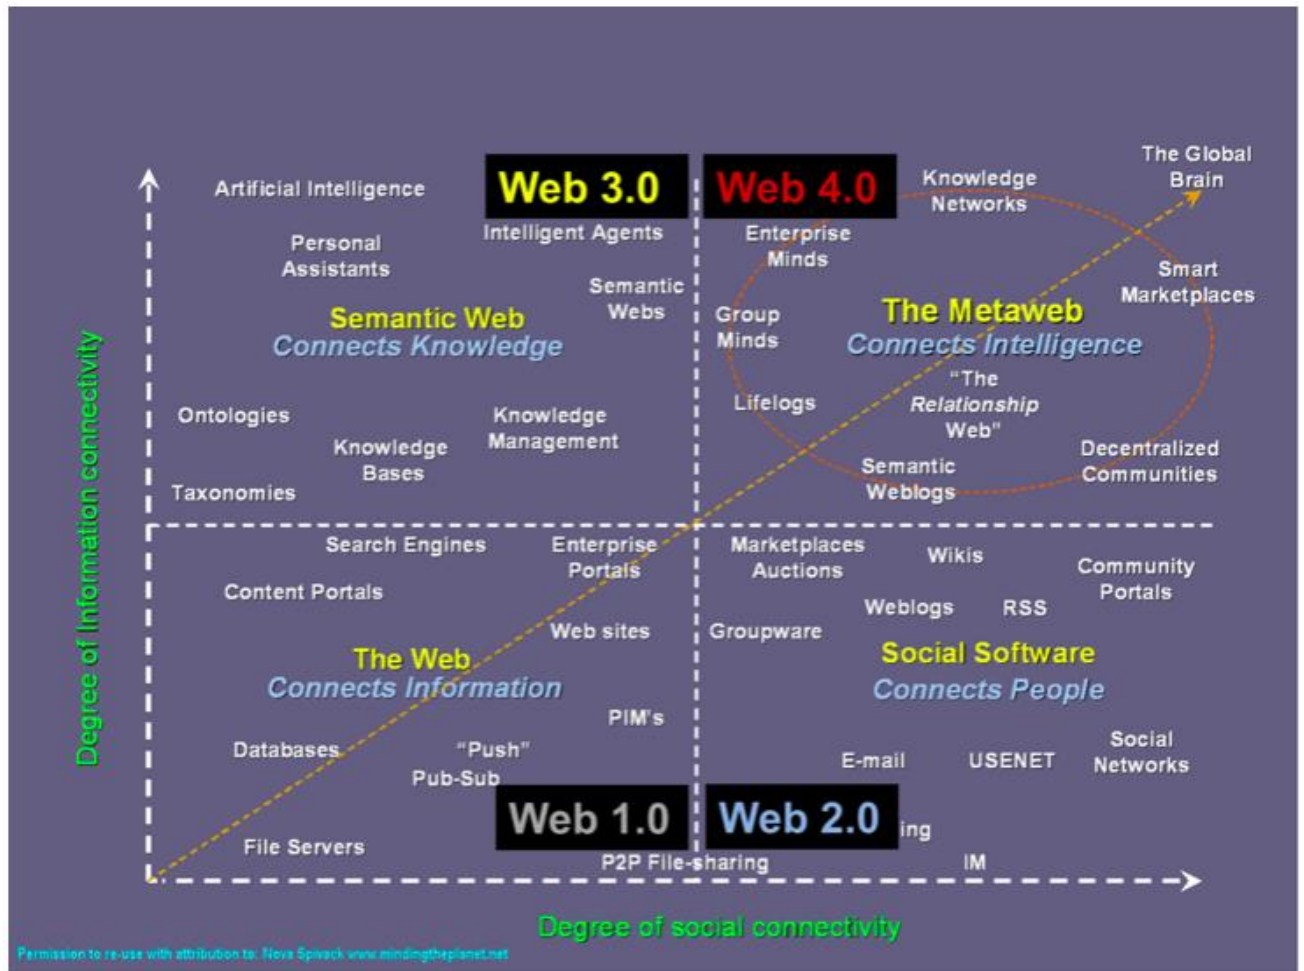 The Global
Brain
Web 3.0
Web 4.0
Knowledge
Networks
Artificial Intelligence
Intelligent Agents
Enterprise
Minds
Personal
Assistants
Semantic
Webs
Smart
Marketplaces
Semantic Web
Connects Knowledge
Group
Minds
The Metaweb
Connects Intelligence
"The
Relationship
Web"
Lifelogs
Ontologies
Knowledge
Bases
Knowledge
Management
Taxonomies
Semantic
Weblogs
Decentralized
Communities
Degree of Information connectivity
Search Engines
Enterprise
Portals
Content Portals
Web sites
The Web
Connects Information
PIM's
Databases
"Push"
Pub-Sub
Web 1.0
File Servers
P2P File-sharing
Marketplaces
Auctions
Wikis
Community
Portals
Weblogs
RSS
Groupware
Social Software
Connects People
E-mail
USENET
Social
Networks
Web 2.0
ing
IM
Degree of social connectivity
Permission to re-use with attribution to: Nova Spivack www.mindingtheplanet.net